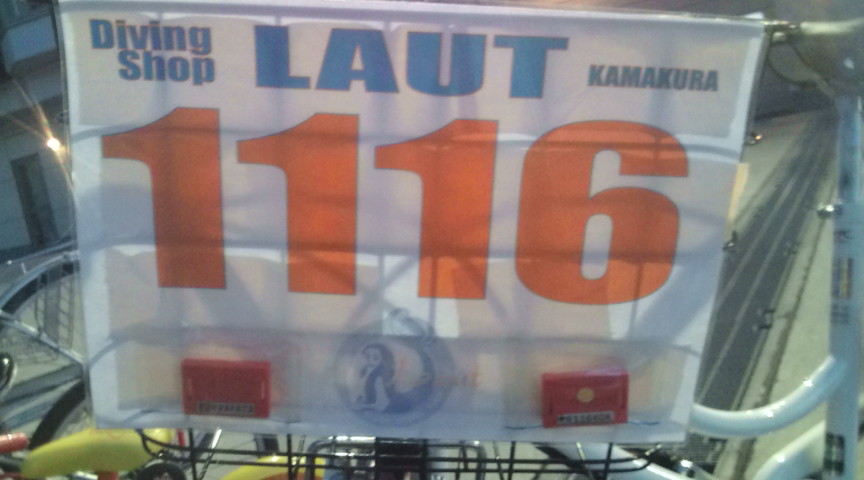 Diving
Shop
LAUT
KAMAKURA
1116